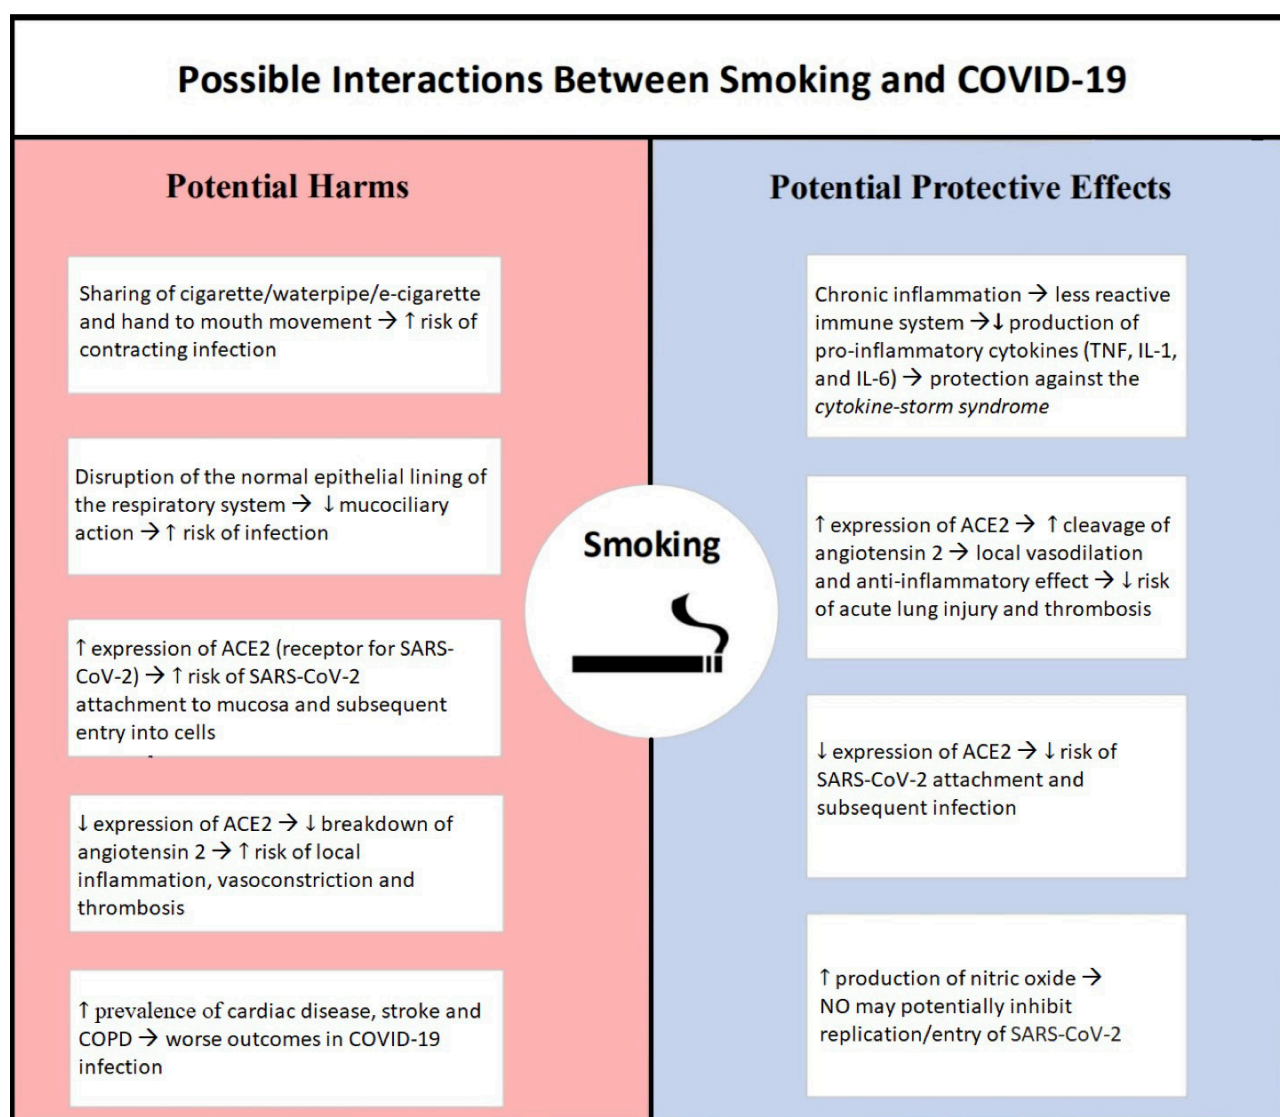 Possible Interactions Between Smoking and COVID-19
Potential Harms
Sharing of cigarette/waterpipe/e-cigarette
and hand to mouth movement → ↑ risk of
contracting infection
Disruption of the normal epithelial lining of
the respiratory system → ↓ mucociliary
action → ↑ risk of infection
↑ expression of ACE2 (receptor for SARS-
CoV-2) → ↑ risk of SARS-CoV-2
attachment to mucosa and subsequent
entry into cells
↓ expression of ACE2 → ↓ breakdown of
angiotensin 2 → ↑ risk of local
inflammation, vasoconstriction and
thrombosis
↑ prevalence of cardiac disease, stroke and
COPD → worse outcomes in COVID-19
infection
Smoking
Potential Protective Effects
Chronic inflammation → less reactive
immune system → ↓ production of
pro-inflammatory cytokines (TNF, IL-1,
and IL-6) → protection against the
cytokine-storm syndrome
↑ expression of ACE2 → ↑ cleavage of
angiotensin 2 → local vasodilation
and anti-inflammatory effect → ↓ risk
of acute lung injury and thrombosis
↓ expression of ACE2 → ↓ risk of
SARS-CoV-2 attachment and
subsequent infection
↑ production of nitric oxide →
NO may potentially inhibit
replication/entry of SARS-CoV-2